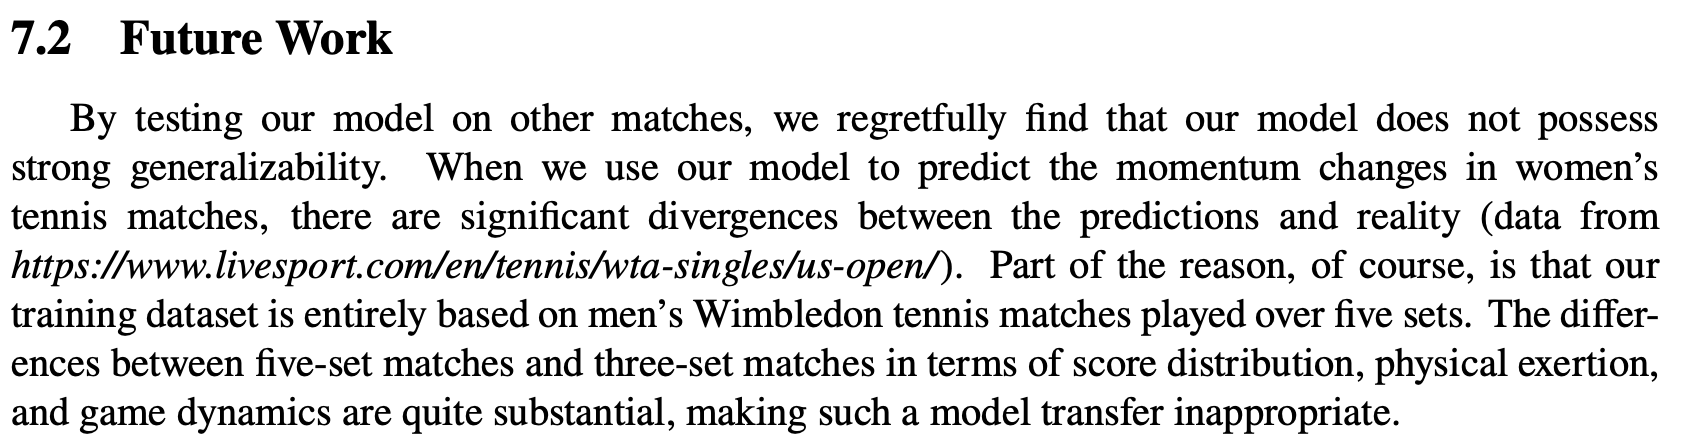 7.2 Future Work
By testing our model on other matches, we regretfully find that our model does not possess
strong generalizability. When we use our model to predict the momentum changes in women’s
tennis matches, there are significant divergences between the predictions and reality (data from
https://www.livesport.com/en/tennis/wta-singles/us-open/). Part of the reason, of course, is that our
training dataset is entirely based on men’s Wimbledon tennis matches played over five sets. The differ-
ences between five-set matches and three-set matches in terms of score distribution, physical exertion,
and game dynamics are quite substantial, making such a model transfer inappropriate.